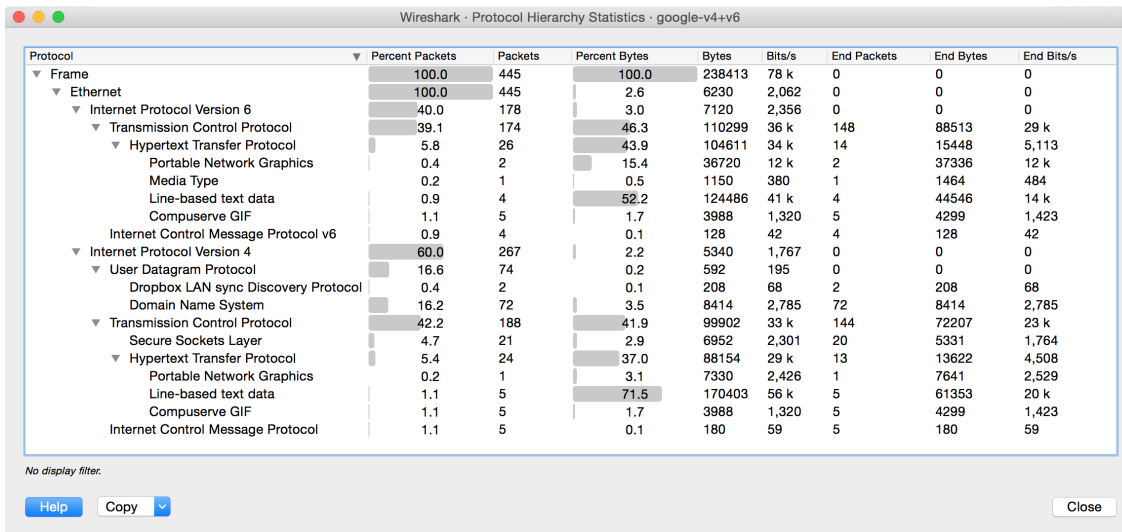 Wireshark · Protocol Hierarchy Statistics · google-v4+v6
Protocol Percent Packets Packets Percent Bytes Bytes Bits/s End Packets End Bytes End Bits/s
Frame 100.0 445 100.0 238413 78 k 0 0 0
Ethernet 100.0 445 2.6 6230 2,062 0 0 0
Internet Protocol Version 6 40.0 178 3.0 7120 2,356 0 0 0
Transmission Control Protocol 39.1 174 46.3 110299 36 k 148 88513 29 k
Hypertext Transfer Protocol 5.8 26 43.9 104611 34 k 14 15448 5,113
Portable Network Graphics 0.4 2 15.4 36720 12 k 2 37336 12 k
Media Type 0.2 1 0.5 1150 380 1 1464 484
Line-based text data 0.9 4 52.2 124486 41 k 4 44546 14 k
Compuserve GIF 1.1 5 1.7 3988 1,320 5 4299 1,423
Internet Control Message Protocol v6 0.9 4 0.1 128 42 4 128 42
Internet Protocol Version 4 60.0 267 2.2 5340 1,767 0 0 0
User Datagram Protocol 16.6 74 0.2 592 195 0 0 0
Dropbox LAN sync Discovery Protocol 0.4 2 0.1 208 68 2 208 68
Domain Name System 16.2 72 3.5 8414 2,785 72 8414 2,785
Transmission Control Protocol 42.2 188 41.9 99902 33 k 144 72207 23 k
Secure Sockets Layer 4.7 21 2.9 6952 2,301 20 5331 1,764
Hypertext Transfer Protocol 5.4 24 37.0 88154 29 k 13 13622 4,508
Portable Network Graphics 0.2 1 3.1 7330 2,426 1 7641 2,529
Line-based text data 1.1 5 71.5 170403 56 k 5 61353 20 k
Compuserve GIF 1.1 5 1.7 3988 1,320 5 4299 1,423
Internet Control Message Protocol 1.1 5 0.1 180 59 5 180 59
No display filter.
Help Copy Close